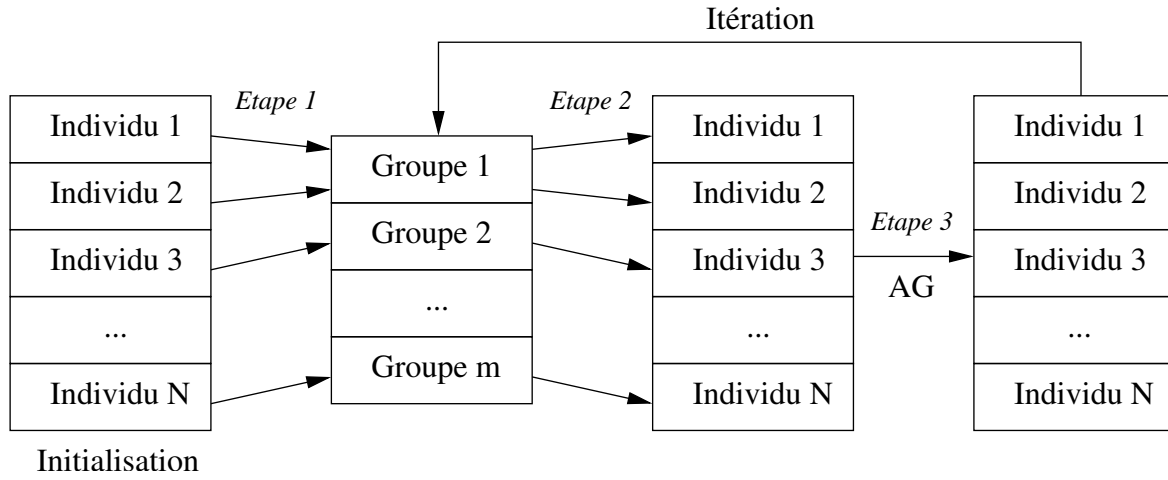 Itération
Etape 1
Etape 2
Individu 1
Individu 2
Individu 3
...
Individu N
Initialisation
Groupe 1
Groupe 2
...
Groupe m
Individu 1
Individu 2
Individu 3
...
Individu N
Etape 3
AG
Individu 1
Individu 2
Individu 3
...
Individu N